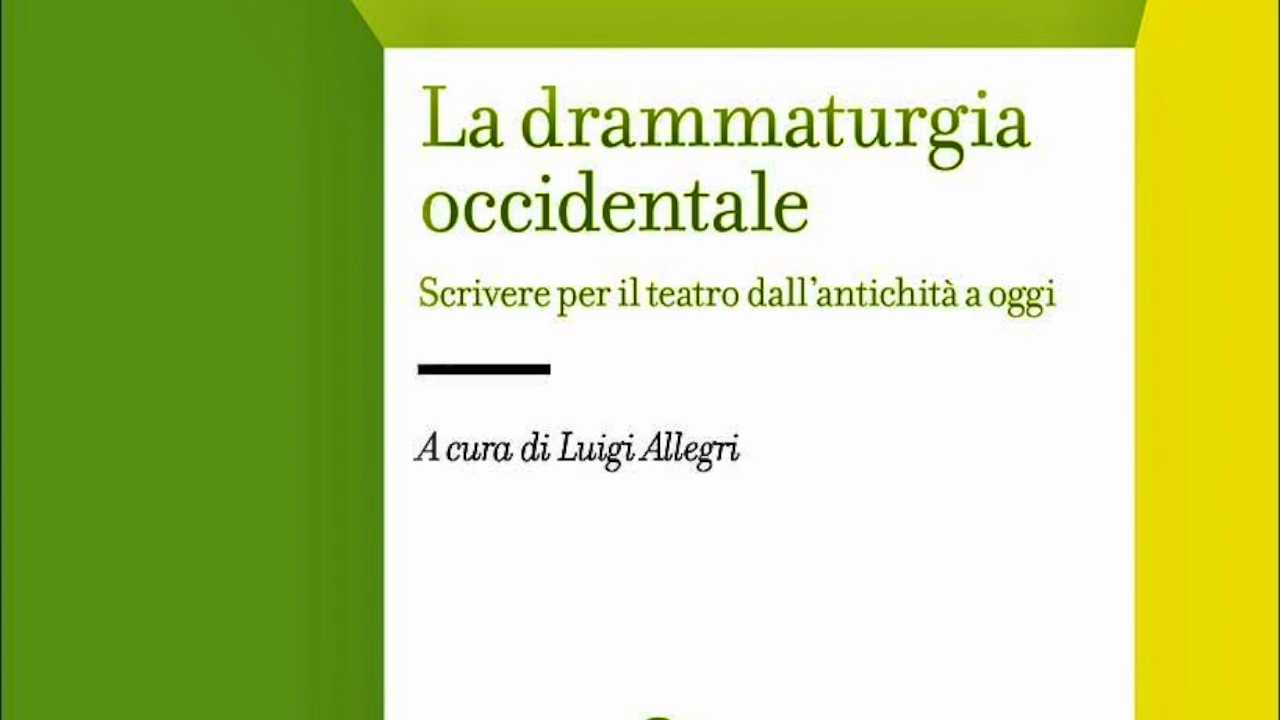 La drammaturgia
occidentale
Scrivere per il teatro dall'antichità a oggi
A cura di Luigi Allegri